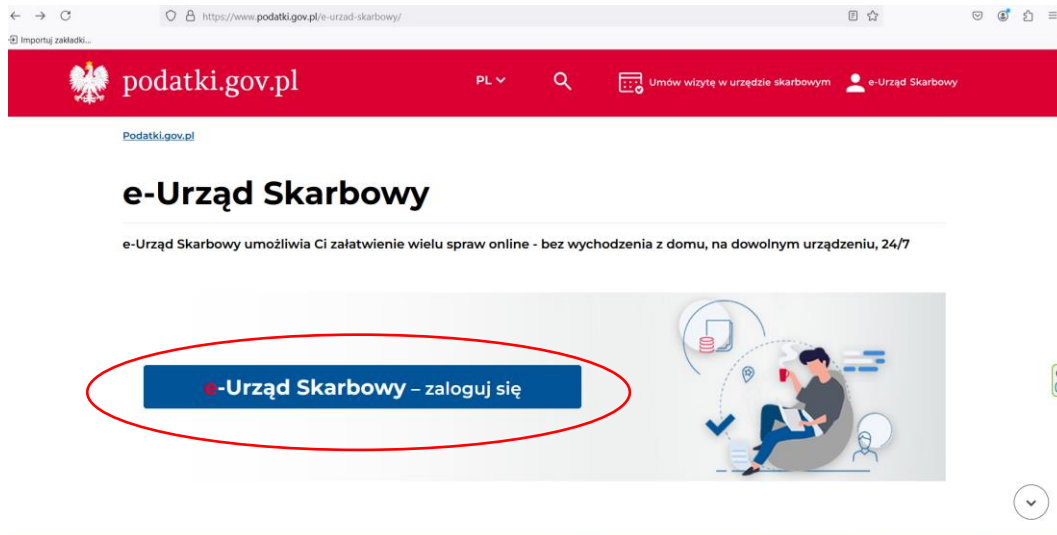 https://www.podatki.gov.pl/e-urzad-skarbowy/
Importuj zakładki...
podatki.gov.pl
PL
Umów wizytę w urzędzie skarbowym
e-Urząd Skarbowy
Podatki.gov.pl
e-Urząd Skarbowy
e-Urząd Skarbowy umożliwia Ci załatwienie wielu spraw online - bez wychodzenia z domu, na dowolnym urządzeniu, 24/7
e-Urząd Skarbowy – zaloguj się